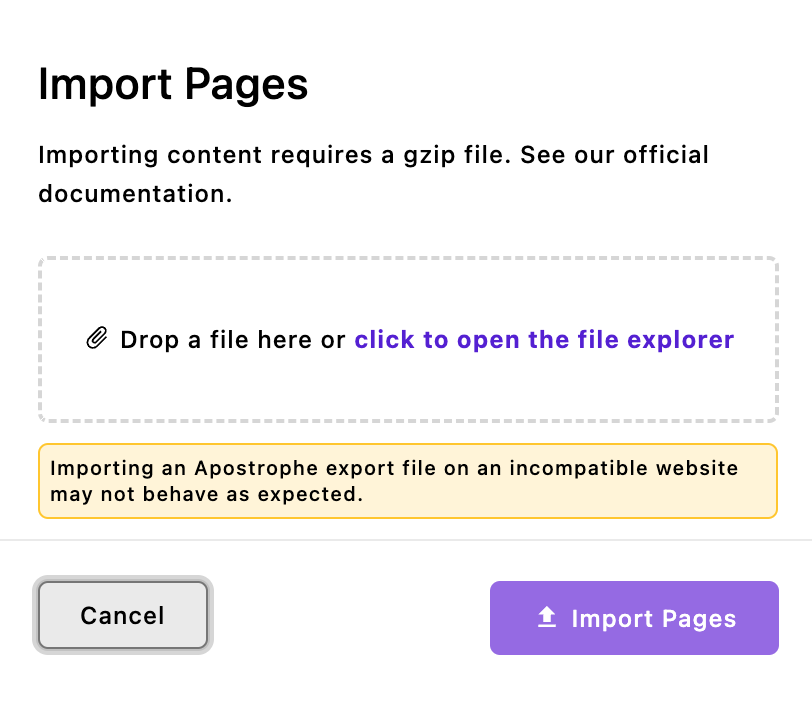 Import Pages
Importing content requires a gzip file. See our official
documentation.
Drop a file here or click to open the file explorer
Importing an Apostrophe export file on an incompatible website
may not behave as expected.
Cancel
Import Pages